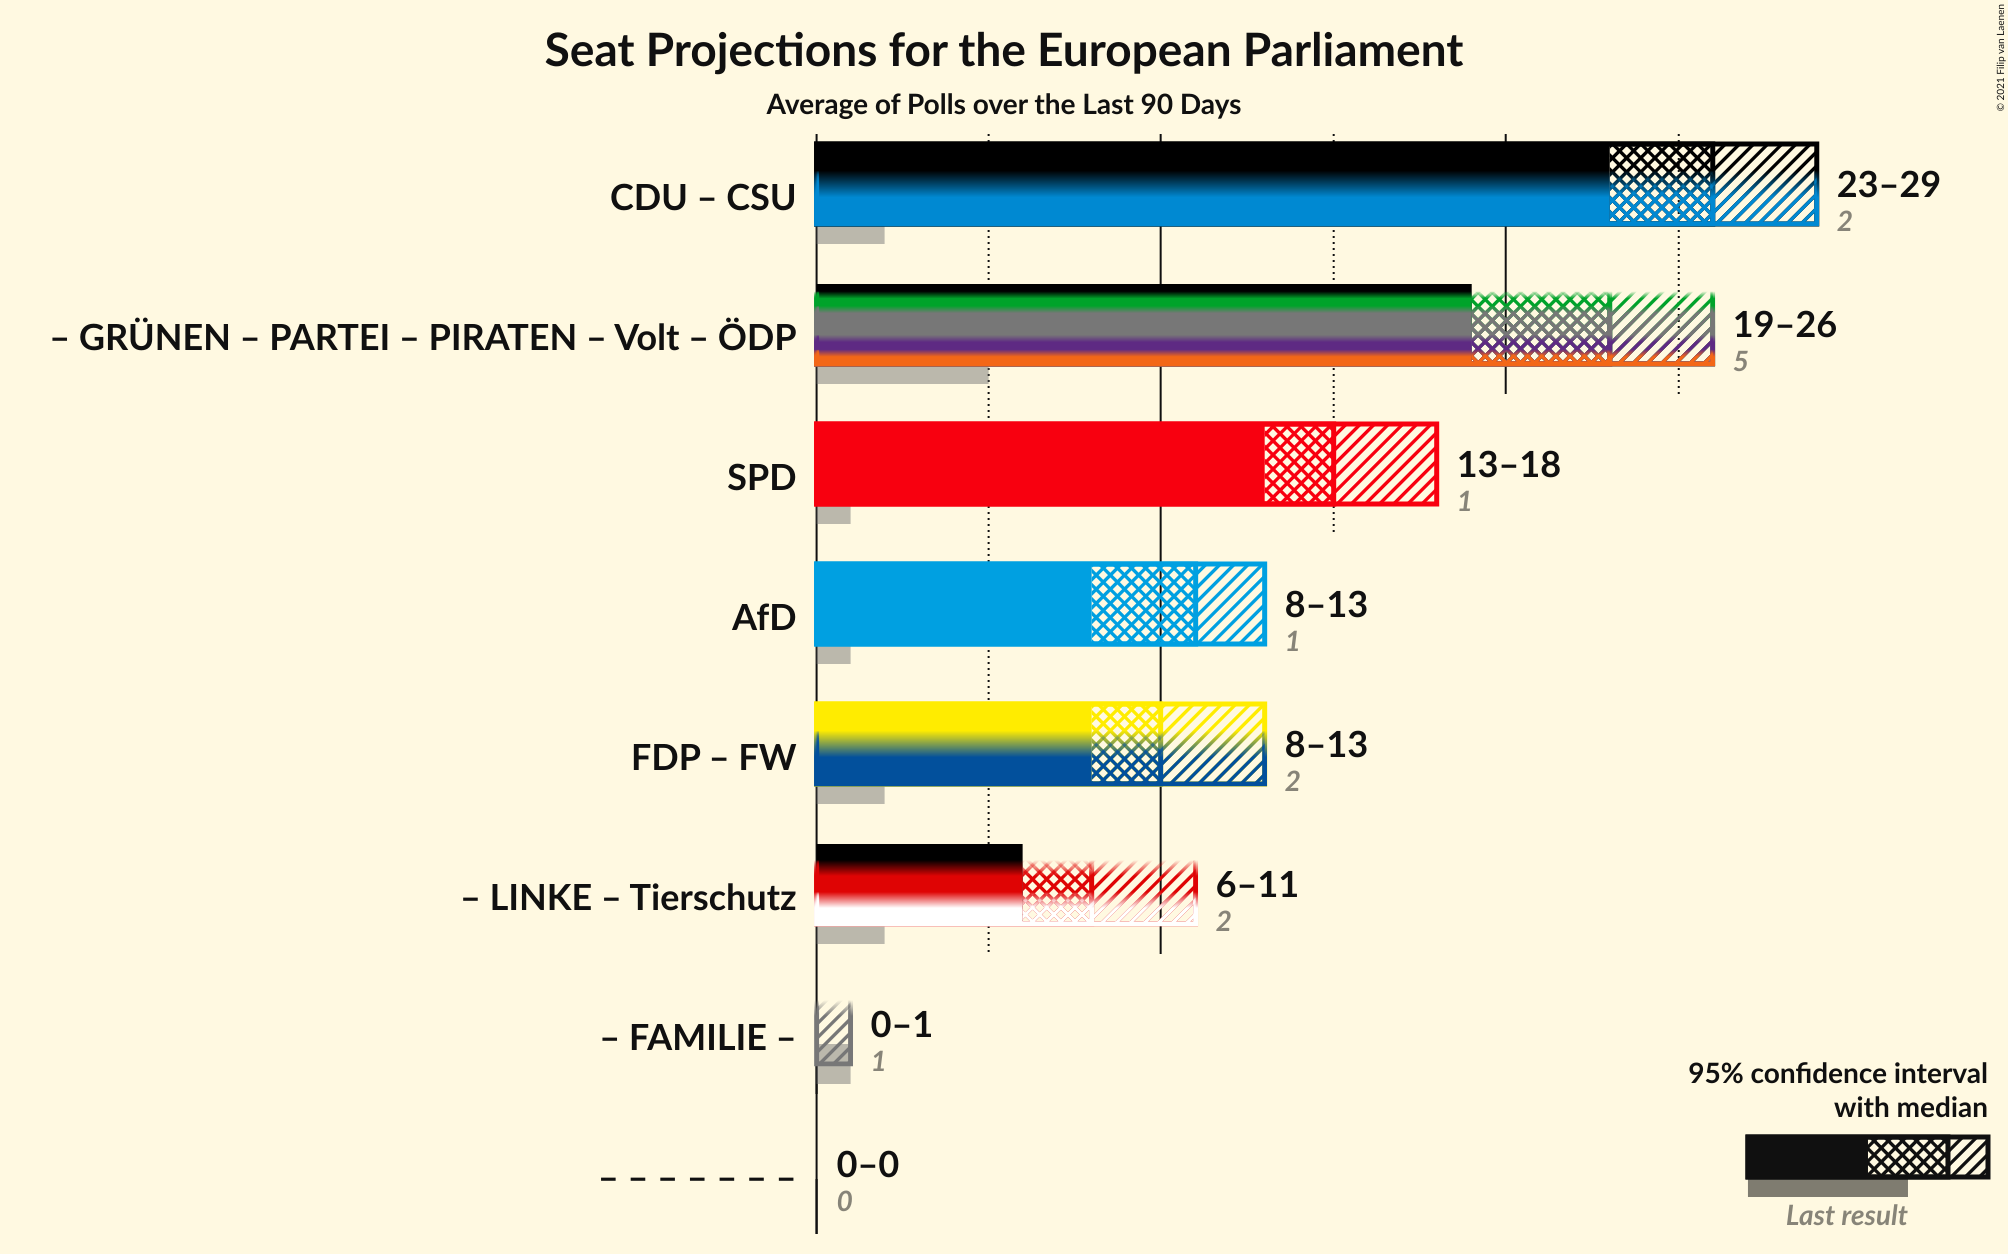 Seat Projections for the European Parliament
Average of Polls over the Last 90 Days
© 2021 Filip van Laenen
CDU – CSU
23–29
2
– GRÜNEN – PARTEI – PIRATEN – Volt – ÖDP
19–26
5
SPD
13–18
1
AfD
8–13
1
FDP – FW
8–13
2
– LINKE – Tierschutz
6–11
2
– FAMILIE –
0–1
1
– – – – – – –
0–0
0
95% confidence interval
with median
Last result